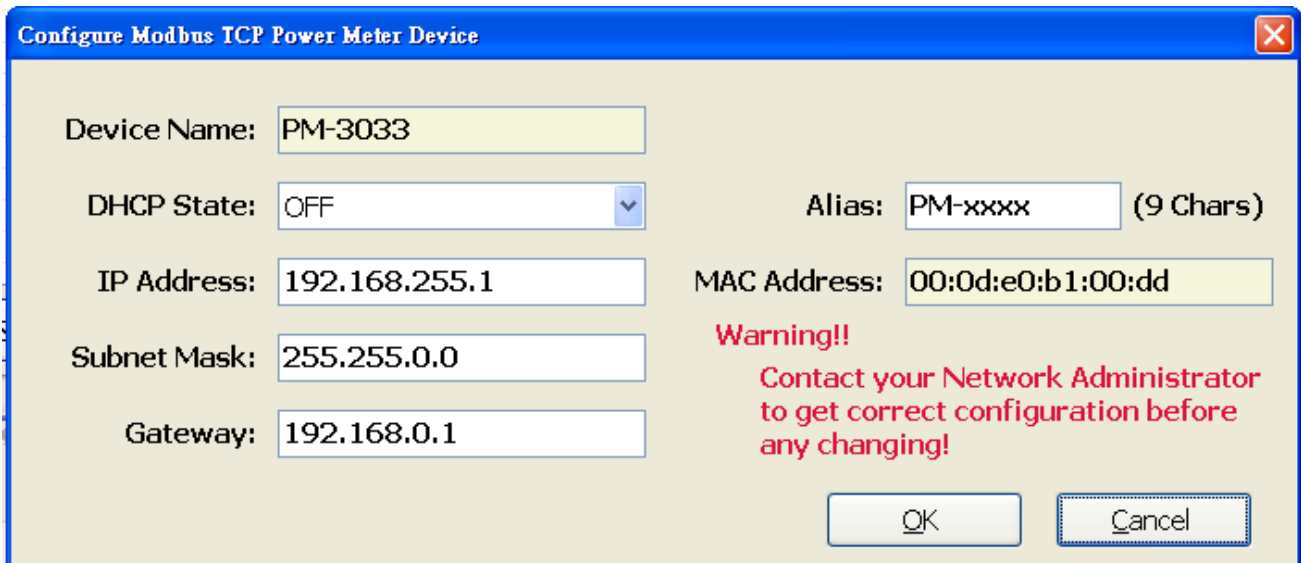 Configure Modbus TCP Power Meter Device
Device Name: PM-3033
DHCP State: OFF
Alias: PM-xxxx (9 Chars)
IP Address: 192.168.255.1
MAC Address: 00:0d:e0:b1:00:dd
Subnet Mask: 255.255.0.0
Gateway: 192.168.0.1
Warning!!
Contact your Network Administrator
to get correct configuration before
any changing!
OK
Cancel